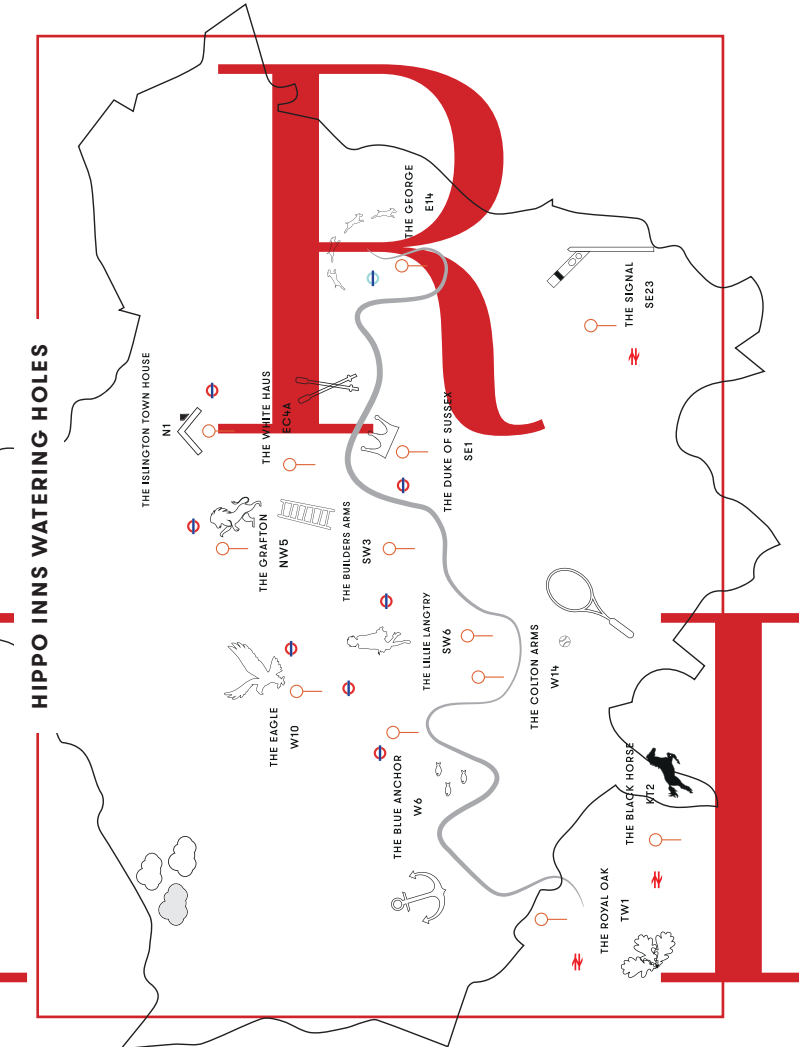 HIPPO INNS WATERING HOLES
THE ISLINGTON TOWN HOUSE
N1
THE WHITE HAUS
EC4A
THE GEORGE
E14
THE GRAFTON
NW5
THE BUILDERS ARMS
SW3
THE DUKE OF SUSSEX
SE1
THE SIGNAL
SE23
THE EAGLE
W10
THE LILLIE LANGTRY
SW6
THE COLTON ARMS
W14
THE BLUE ANCHOR
W6
THE BLACK HORSE
KT2
THE ROYAL OAK
TW1
R